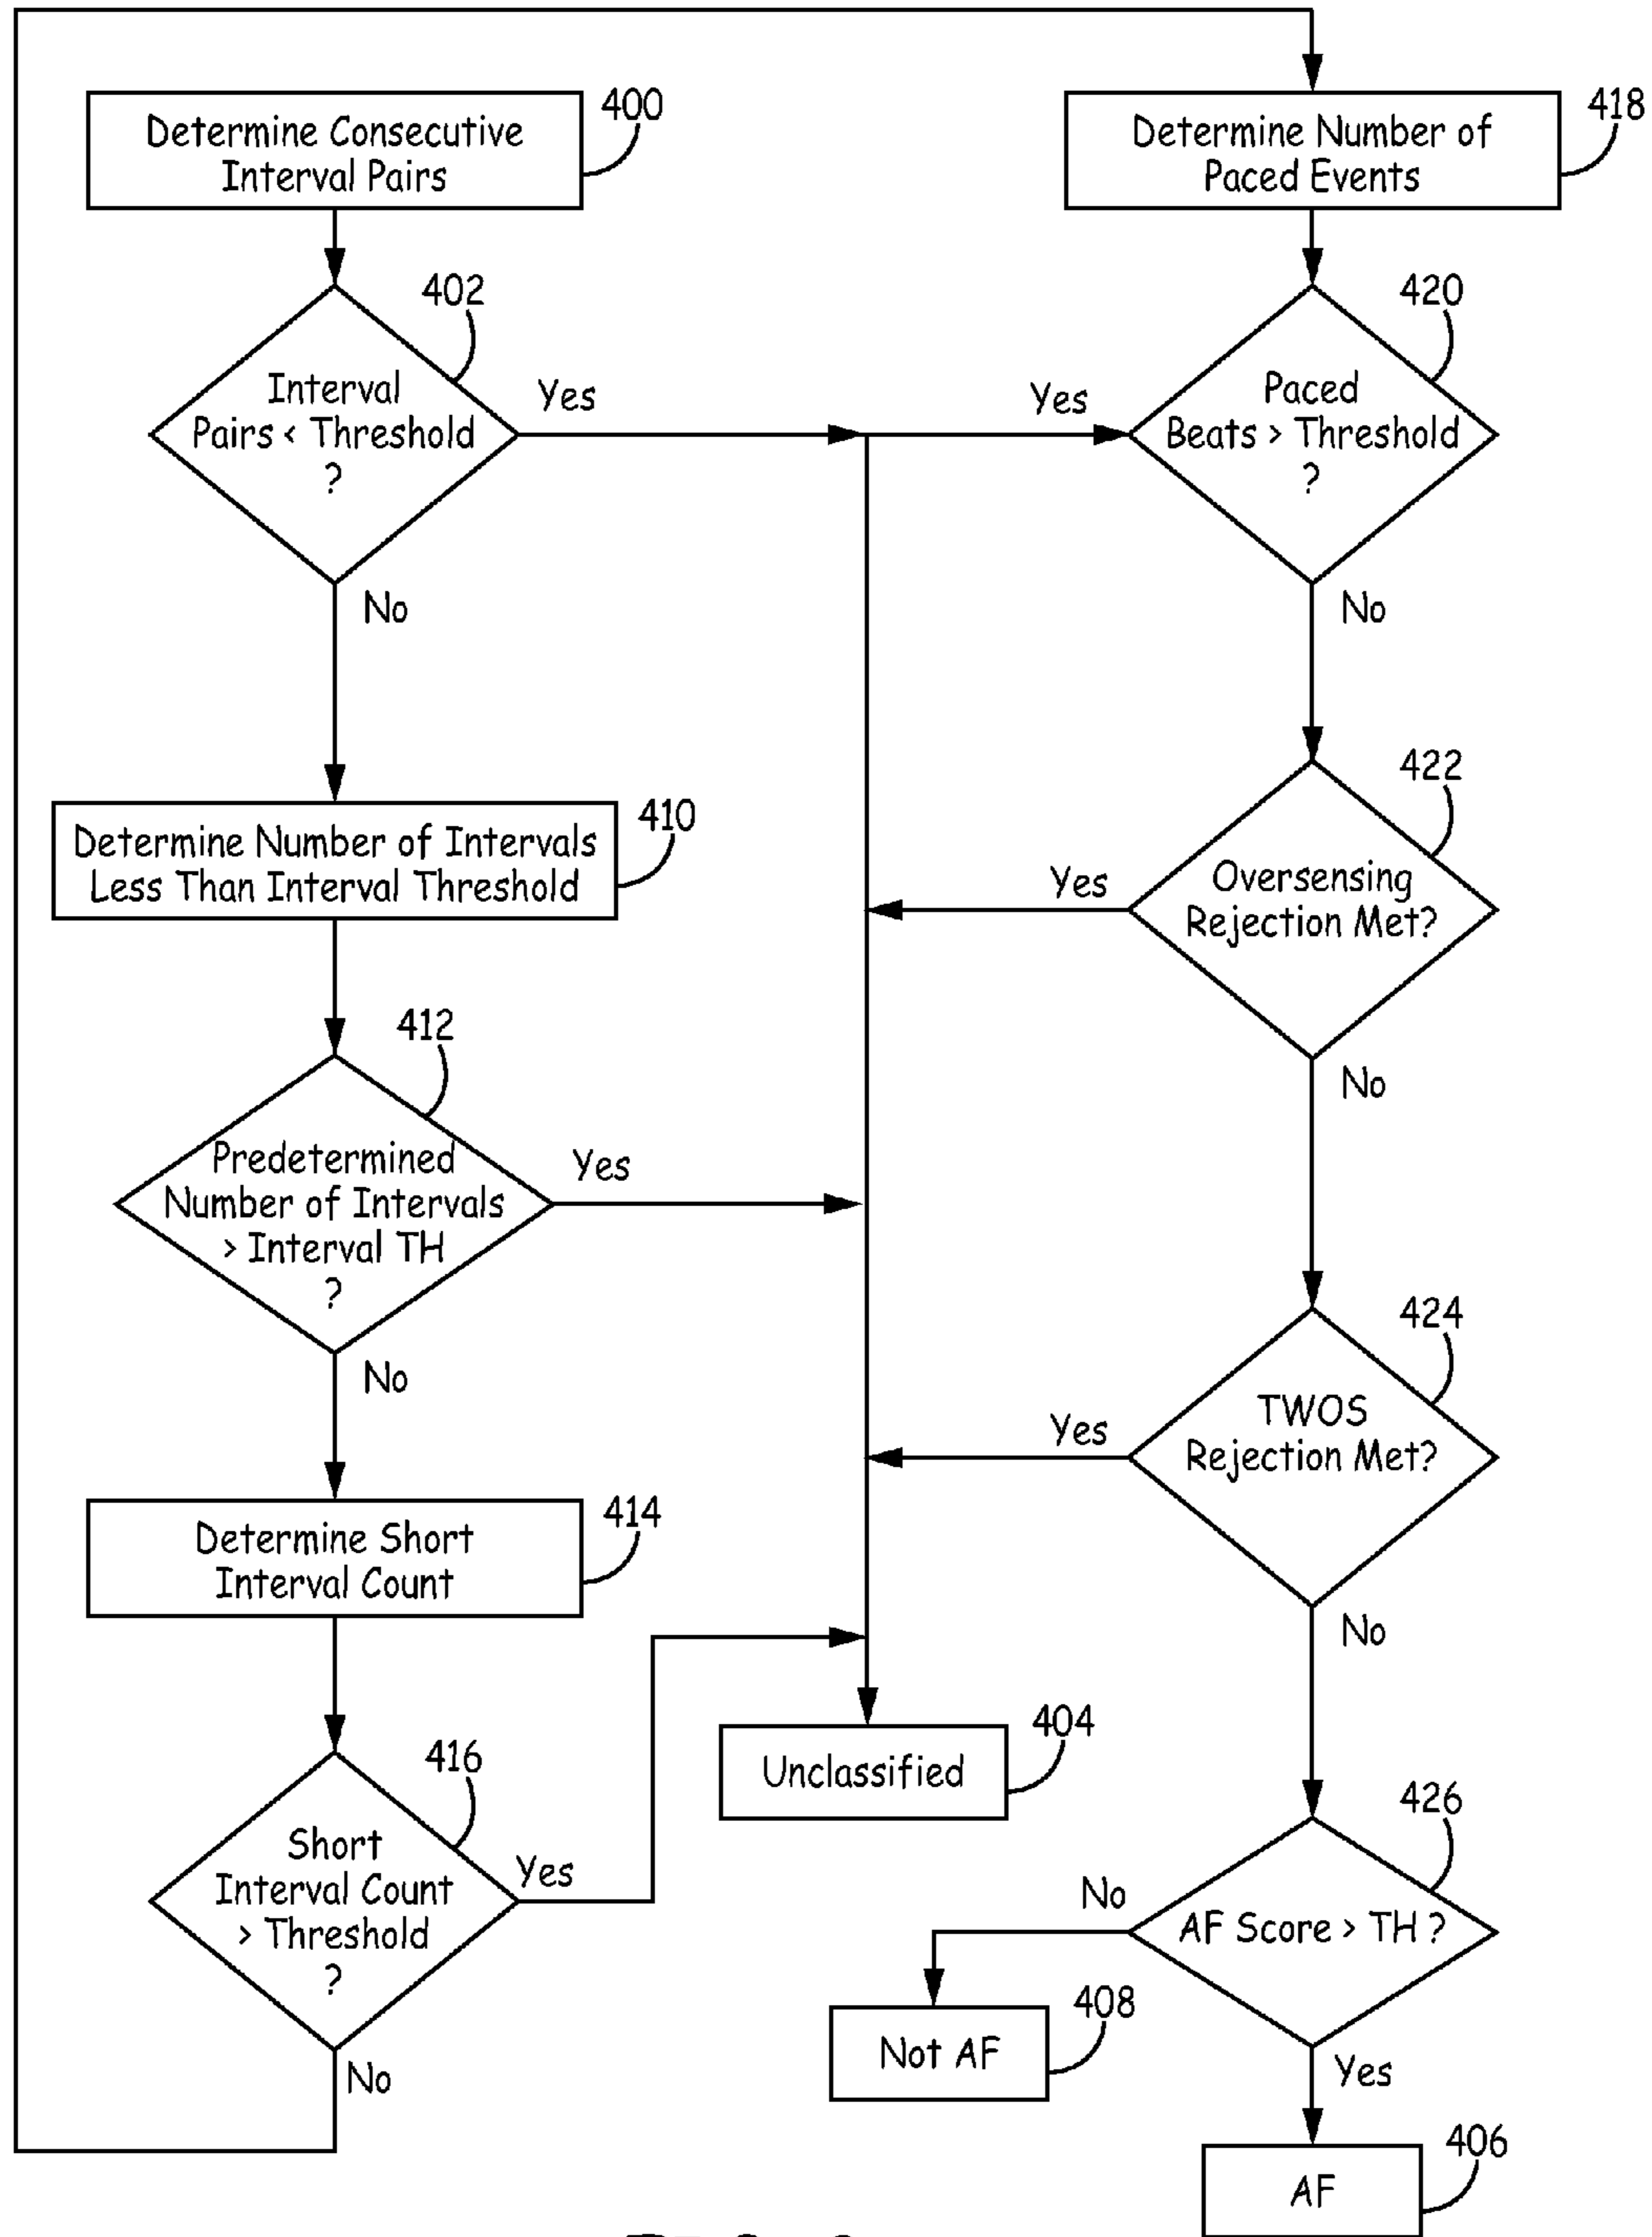 400
Determine Consecutive
Interval Pairs
402
Interval
Pairs < Threshold
?
Yes
No
410
Determine Number of Intervals
Less Than Interval Threshold
412
Predetermined
Number of Intervals
> Interval TH
?
Yes
No
414
Determine Short
Interval Count
416
Short
Interval Count
> Threshold
?
Yes
No
404
Unclassified
418
Determine Number of
Paced Events
420
Yes
Paced
Beats > Threshold
?
No
422
Yes
Oversensing
Rejection Met?
No
424
Yes
TWOS
Rejection Met?
No
426
No
AF Score > TH ?
408
Not AF
Yes
406
AF